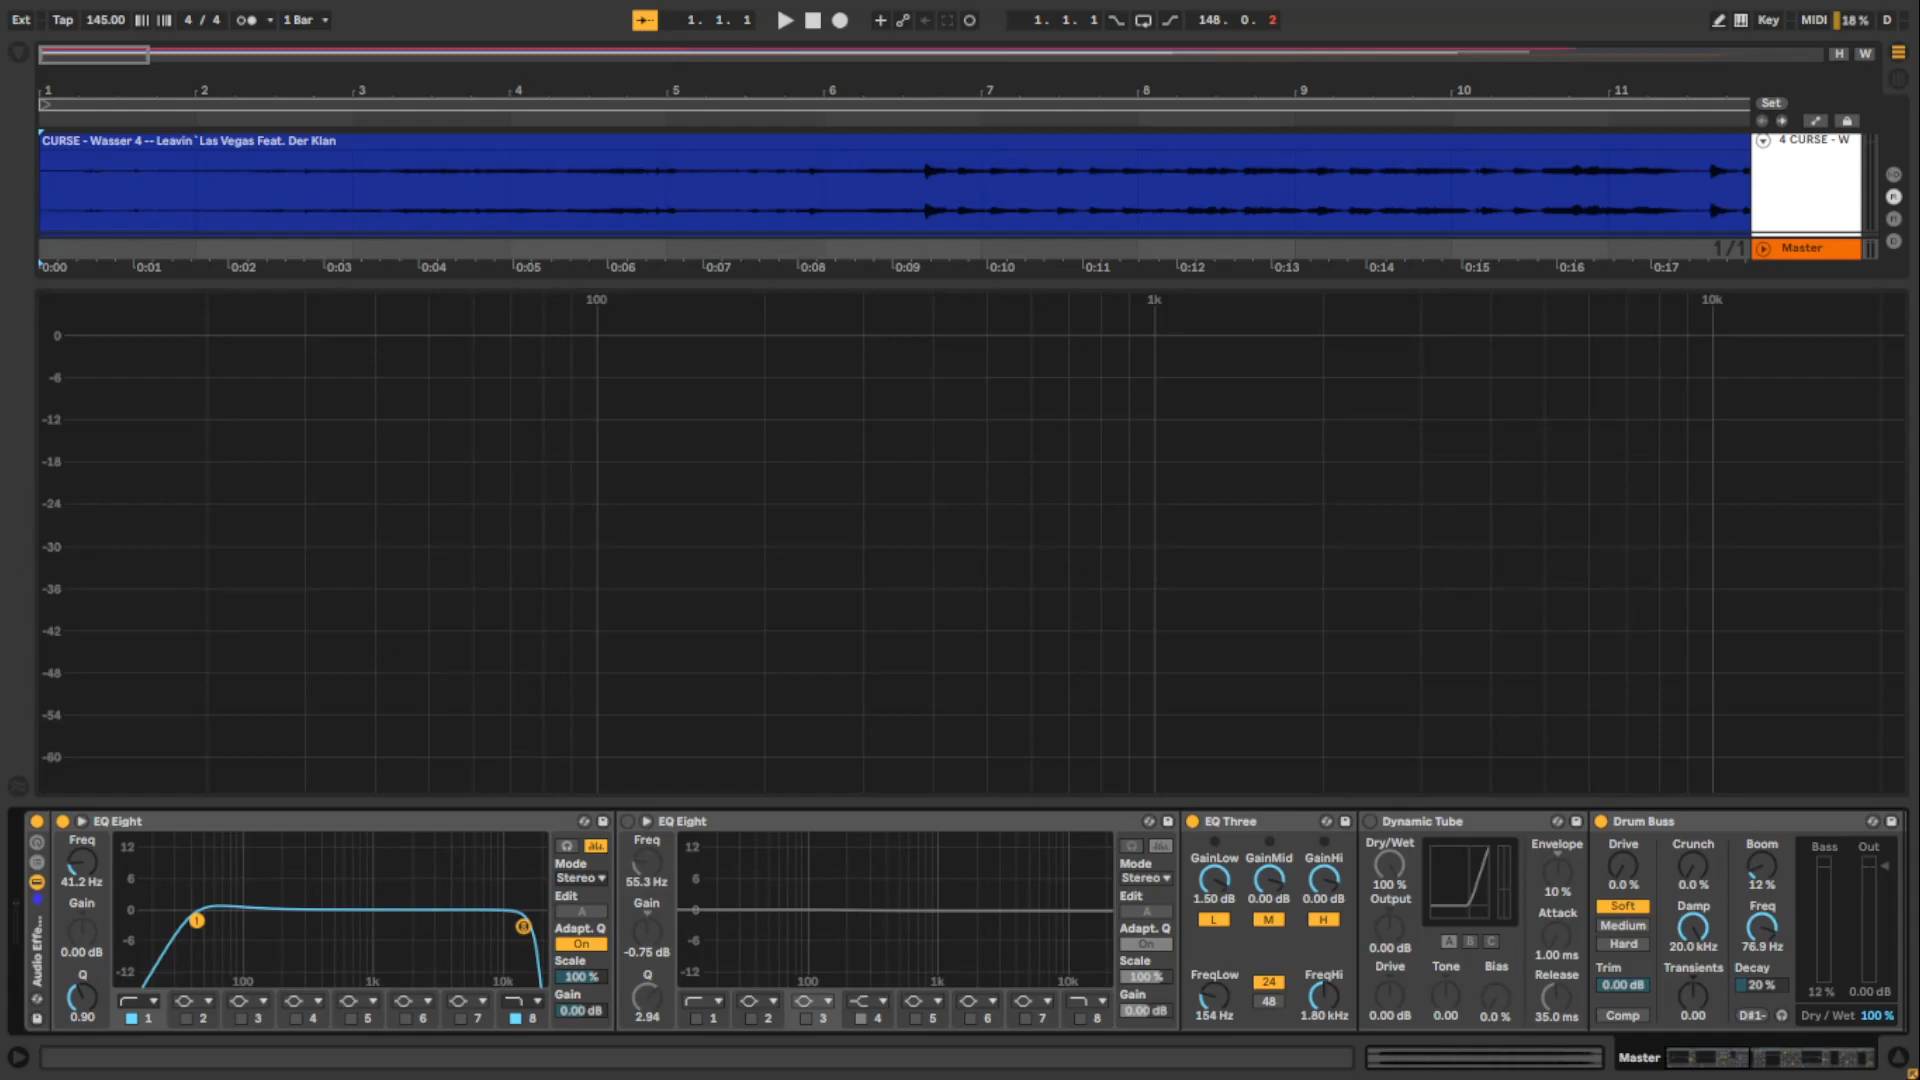 Ext Tap 145.00 4 / 4 1 Bar 1. 1. 1 1. 1. 1 148. 0. 2 Key MIDI 18 % D
H W
1 2 3 4 5 6 7 8 9 10 11
Set
CURSE - Wasser 4 -- Leavin`Las Vegas Feat. Der Klan
4 CURSE - W
1/1 Master
0:00 0:01 0:02 0:03 0:04 0:05 0:06 0:07 0:08 0:09 0:10 0:11 0:12 0:13 0:14 0:15 0:16 0:17
100 1k 10k
0
-6
-12
-18
-24
-30
-36
-42
-48
-54
-60
Audio Effe...
EQ Eight
Freq
41.2 Hz
Gain
0.00 dB
Q
0.90
12
6
0
-6
-12
100 1k 10k
1 2 3 4 5 6 7 8
Mode
Stereo
Edit
A
Adapt. Q
On
Scale
100 %
Gain
0.00 dB
EQ Eight
Freq
55.3 Hz
Gain
-0.75 dB
Q
2.94
12
6
0
-6
-12
100 1k 10k
1 2 3 4 5 6 7 8
Mode
Stereo
Edit
A
Adapt. Q
On
Scale
100 %
Gain
0.00 dB
EQ Three
GainLow GainMid GainHi
1.50 dB 0.00 dB 0.00 dB
L M H
FreqLow 24 FreqHi
48
154 Hz 1.80 kHz
Dynamic Tube
Dry/Wet
100 %
Output
0.00 dB
A B C
Drive Tone Bias
0.00 dB 0.00 0.0 %
Envelope
10 %
Attack
1.00 ms
Release
35.0 ms
Drum Buss
Drive Crunch Boom
0.0 % 0.0 % 12 %
Soft Damp Freq
Medium
Hard 20.0 kHz 76.9 Hz
Trim Transients Decay
0.00 dB 20 %
Comp 0.00 D#1-
Bass Out
12 % 0.00 dB
Dry / Wet 100 %
Master